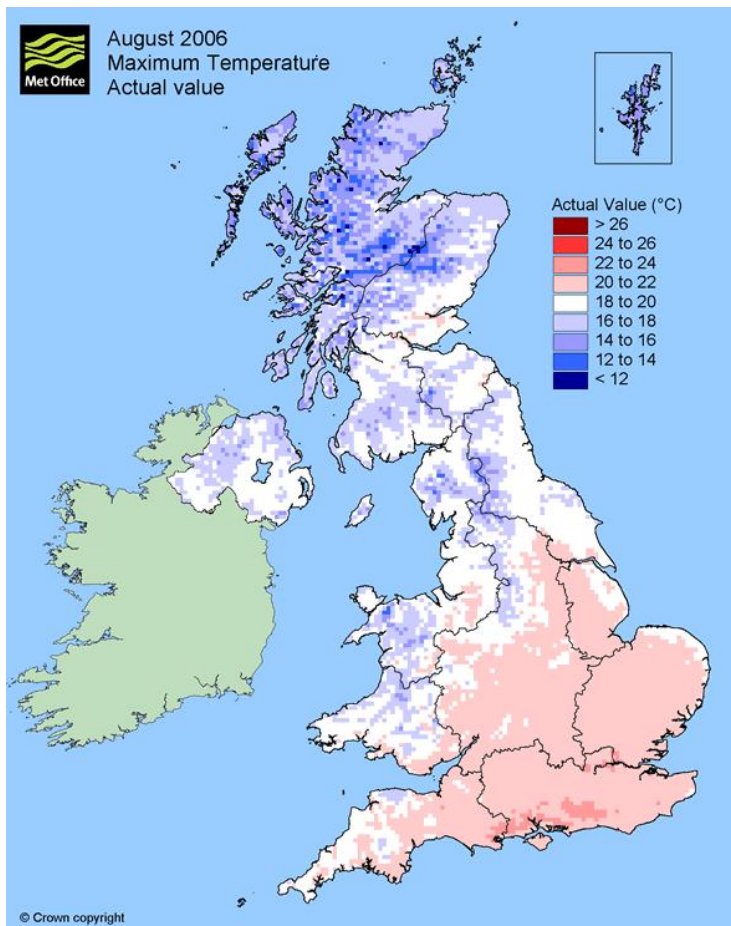 Met Office
August 2006
Maximum Temperature
Actual value
Actual Value (°C)
> 26
24 to 26
22 to 24
20 to 22
18 to 20
16 to 18
14 to 16
12 to 14
< 12
© Crown copyright